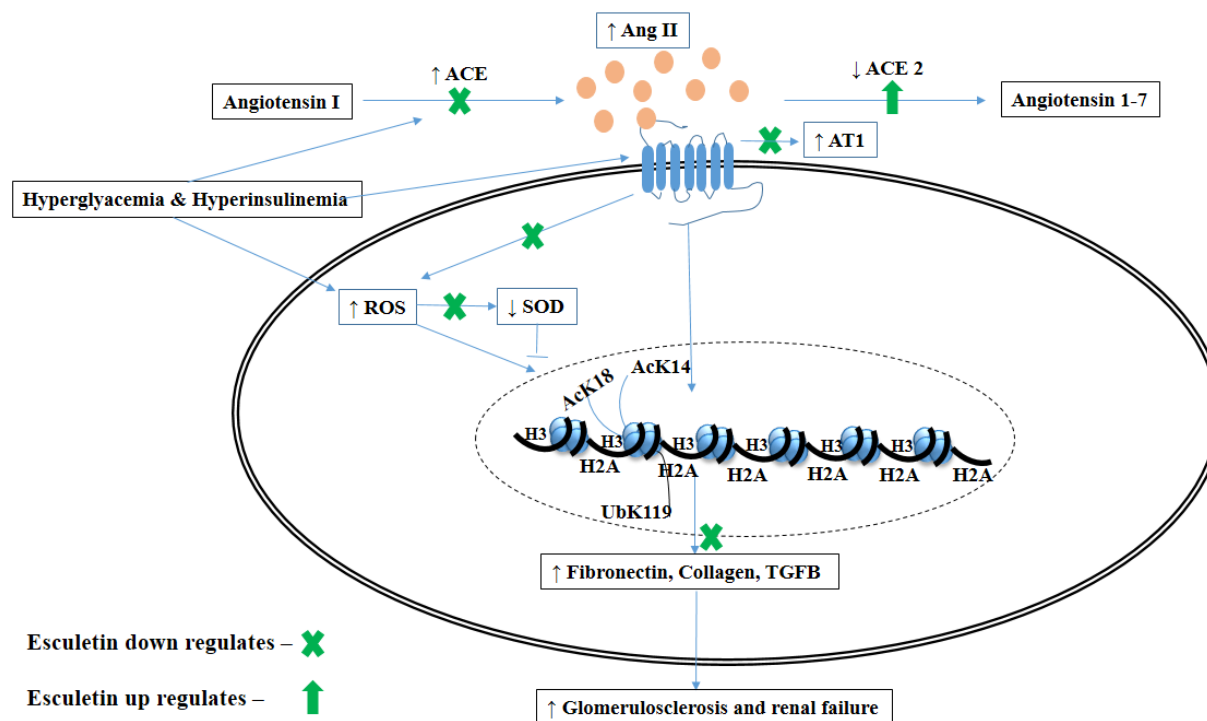 ↑ Ang II
↑ ACE
↓ ACE 2
Angiotensin I
Angiotensin 1-7
↑ AT1
Hyperglyacemia & Hyperinsulinemia
↑ ROS
↓ SOD
AcK14
AcK18
H3 H3 H3 H3 H3 H3
H2A H2A H2A H2A H2A H2A
UbK119
↑ Fibronectin, Collagen, TGFB
Esculetin down regulates –
Esculetin up regulates –
↑ Glomerulosclerosis and renal failure